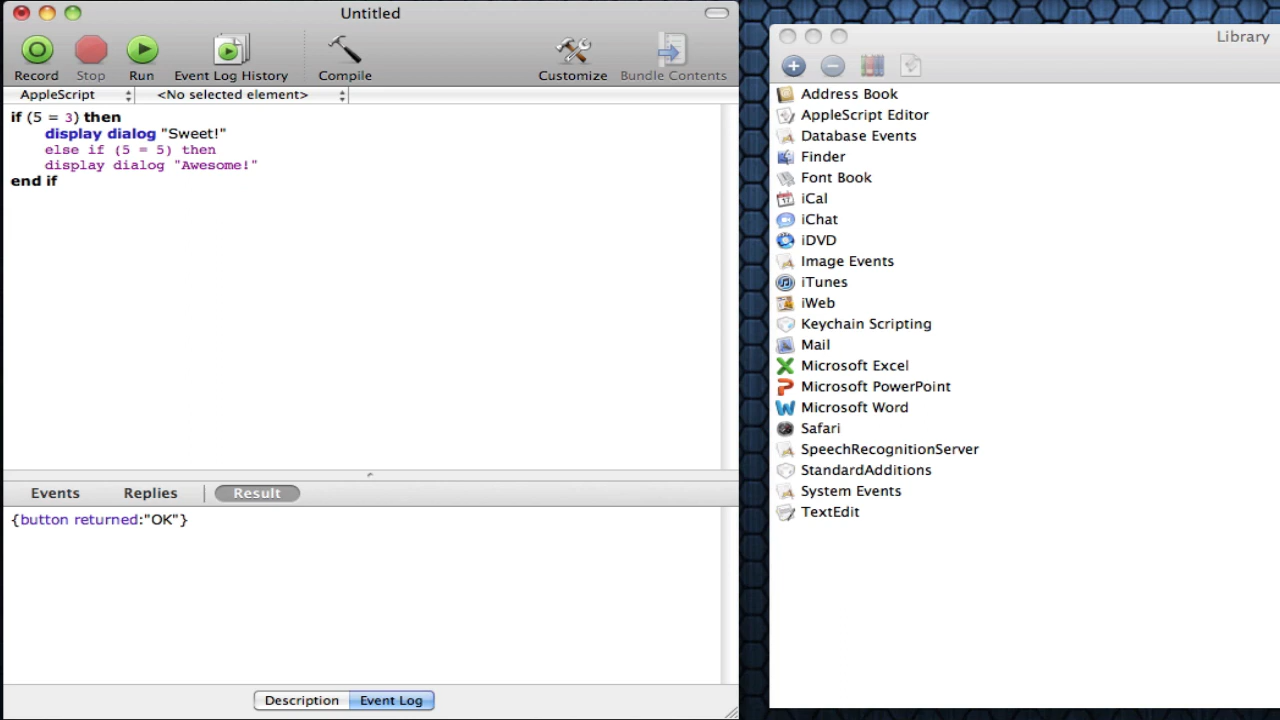 Untitled
Record Stop Run Event Log History Compile Customize Bundle Contents
AppleScript <No selected element>
if (5 = 3) then
display dialog "Sweet!"
else if (5 = 5) then
display dialog "Awesome!"
end if
Events Replies Result
{button returned:"OK"}
Description Event Log
Library
Address Book
AppleScript Editor
Database Events
Finder
Font Book
iCal
iChat
iDVD
Image Events
iTunes
iWeb
Keychain Scripting
Mail
Microsoft Excel
Microsoft PowerPoint
Microsoft Word
Safari
SpeechRecognitionServer
StandardAdditions
System Events
TextEdit